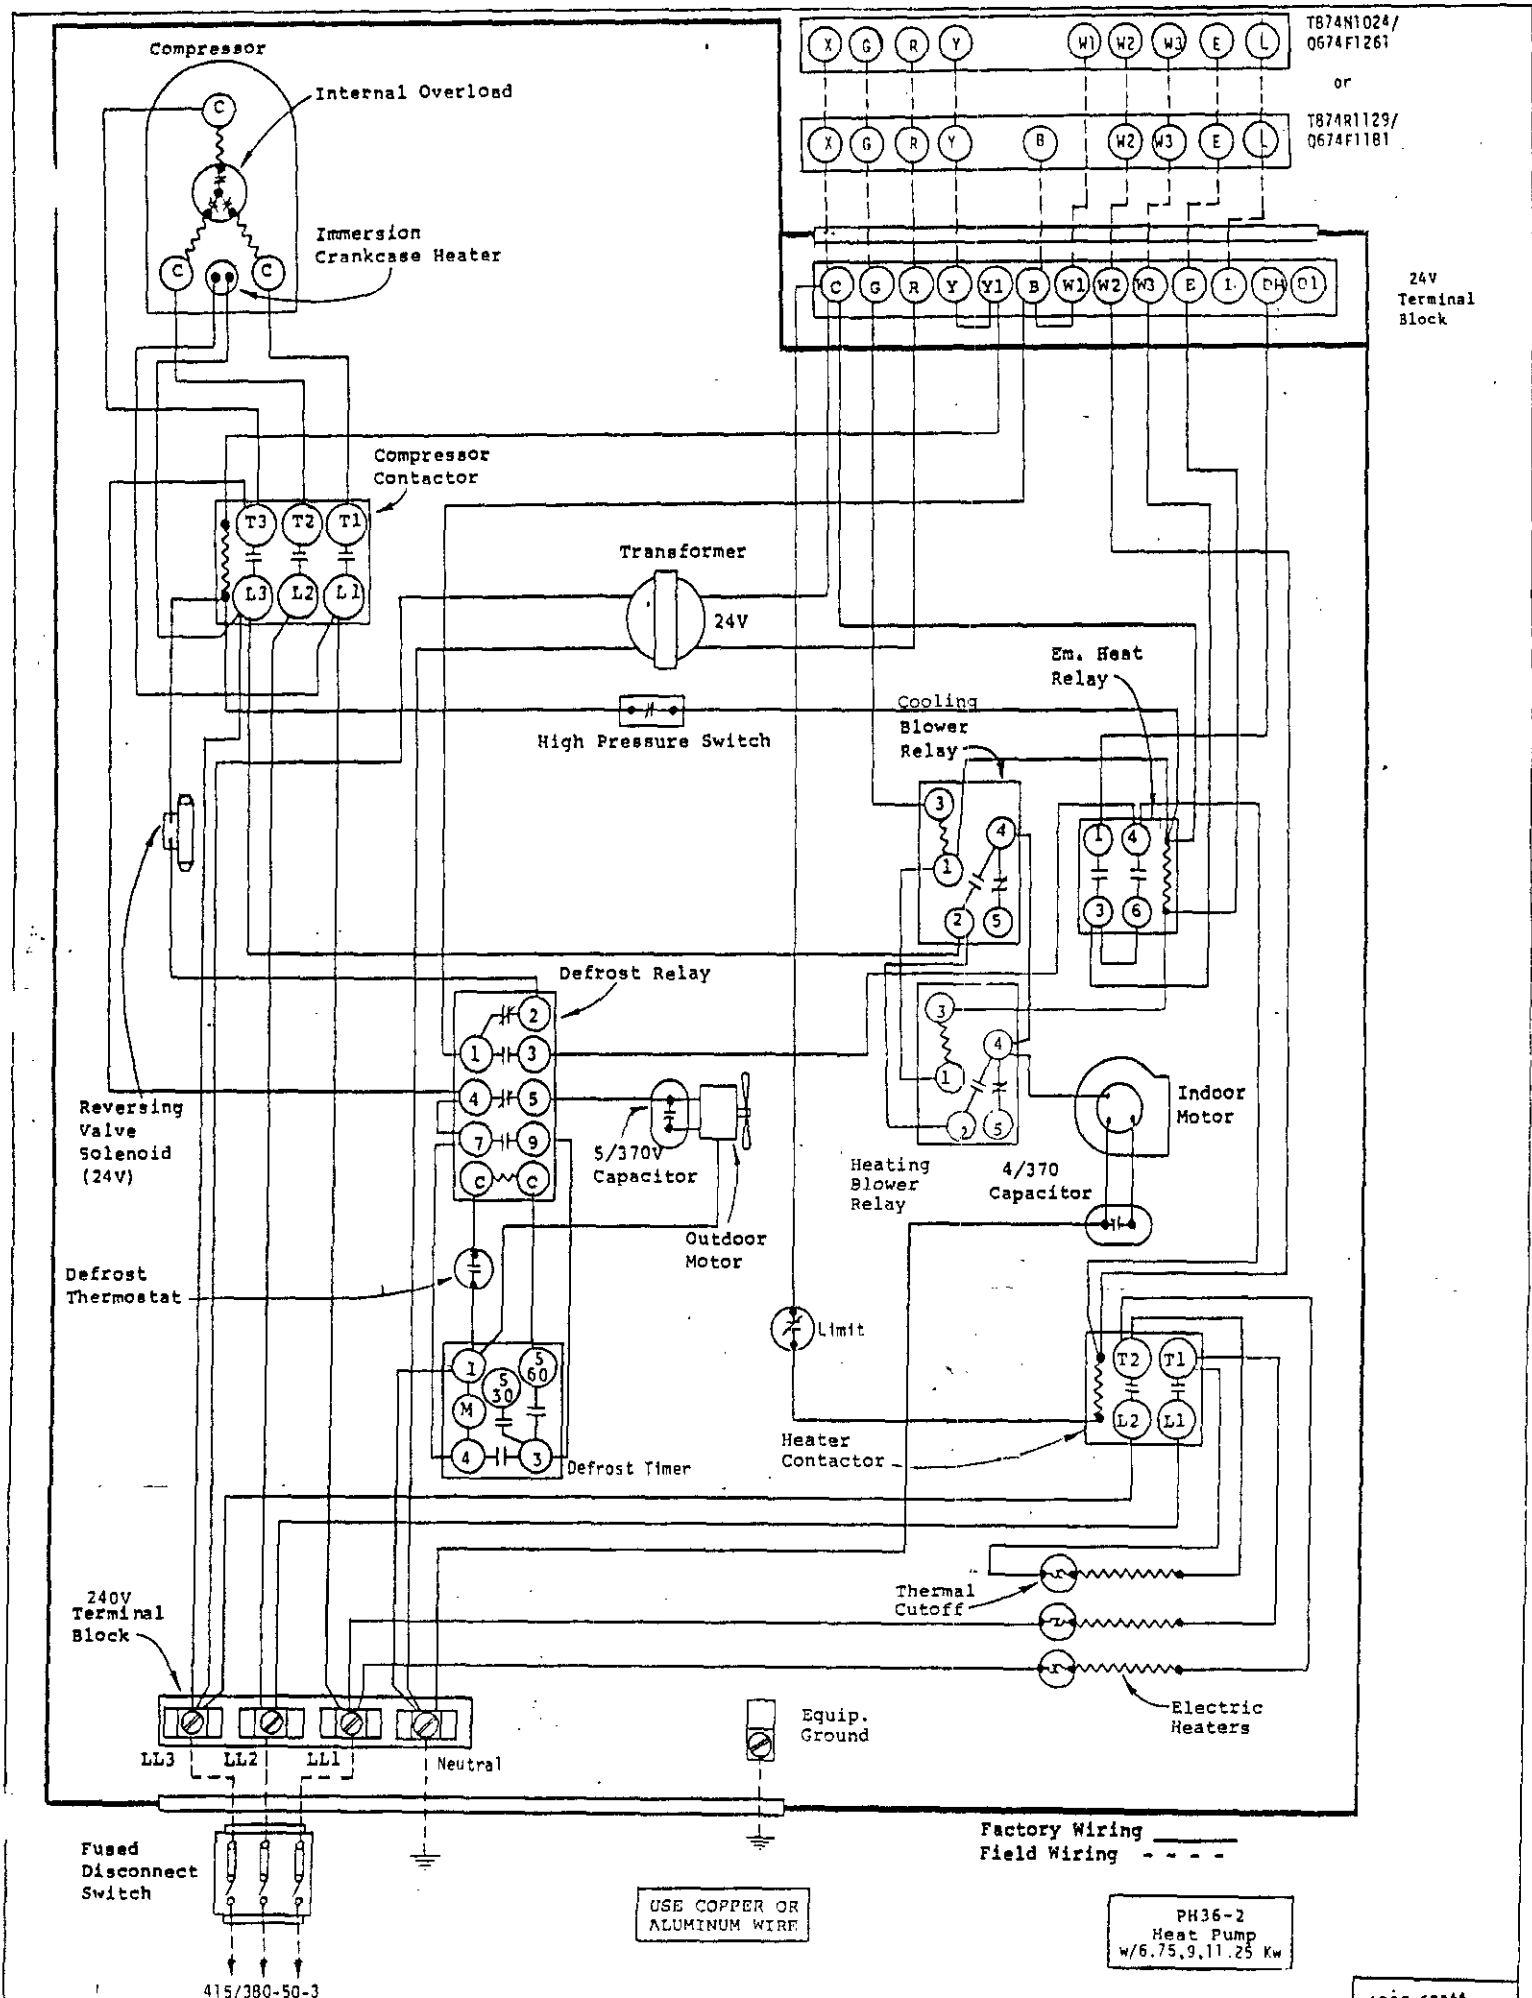 Compressor
Internal Overload
C
Immersion
Crankcase Heater
C
C
X G R Y W1 W2 W3 E L
T874N1024/
Q674F1261
or
X G R Y B W2 W3 E L
T874R1129/
Q674F1181
C G R Y Y1 B W1 W2 W3 E DH D1
24V
Terminal
Block
Compressor
Contactor
T3 T2 T1
L3 L2 L1
Transformer
24V
High Pressure Switch
Em. Heat
Relay
Cooling
Blower
Relay
3
4
1
2 5
1 4
3 6
Reversing
Valve
Solenoid
(24V)
Defrost Relay
2
1 3
4 5
7 9
C C
5/370V
Capacitor
Outdoor
Motor
3
4
1
2 5
Heating
Blower
Relay
4/370
Capacitor
Indoor
Motor
Defrost
Thermostat
1
S
30
S
60
M
4 3
Defrost Timer
Limit
T2 T1
L2 L1
Heater
Contactor
240V
Terminal
Block
Thermal
Cutoff
Electric
Heaters
LL3 LL2 LL1 Neutral
Equip.
Ground
Fused
Disconnect
Switch
415/380-50-3
Factory Wiring
Field Wiring
USE COPPER OR
ALUMINUM WIRE
PH36-2
Heat Pump
w/6.75,9,11.25 Kw